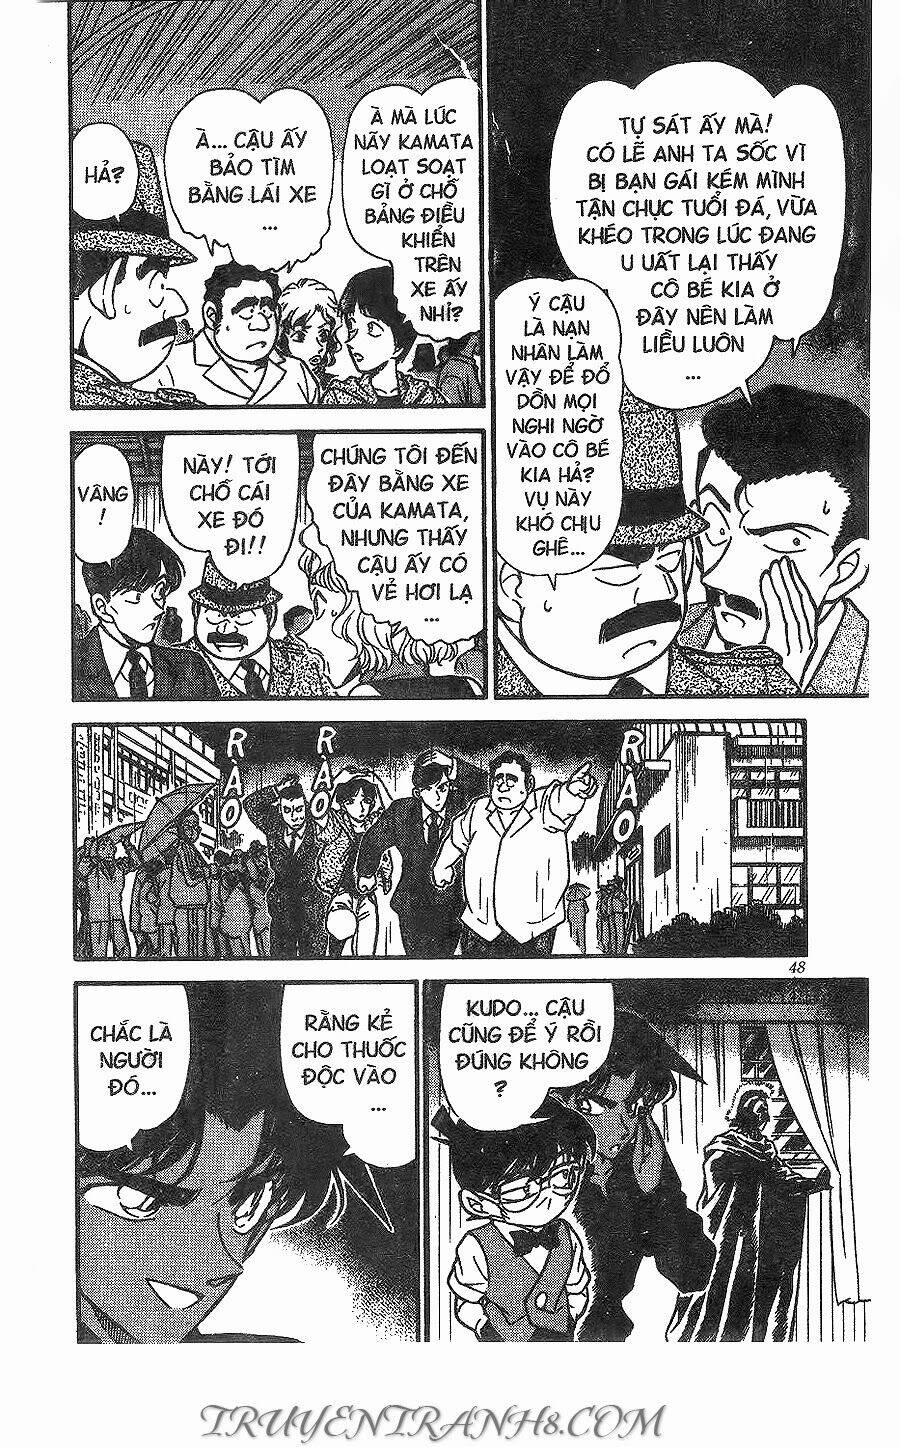 TỰ SÁT ẤY MÀ!
CÓ LẼ ANH TA SỐC VÌ
BỊ BẠN GÁI KÉM MÌNH
TẬN CHỤC TUỔI ĐÁ, VỪA
KHÉO TRONG LÚC ĐANG
U UẤT LẠI THẤY
CÔ BÉ KIA Ở
ĐÂY NÊN LÀM
LIỀU LUÔN
...
Ý CẬU
LÀ NẠN
NHÂN LÀM
VẬY ĐỂ ĐỔ
DỒN MỌI
NGHI NGỜ
VÀO CÔ BÉ
KIA HẢ?
VỤ NÀY
KHÓ CHỊU
GHÊ...
À MÀ LÚC
NÃY KAMATA
LOẠT SOẠT
GÌ Ở CHỖ
BẢNG ĐIỀU
KHIỂN
TRÊN
XE ẤY
NHỈ?
À... CẬU ẤY
BẢO TÌM
BẰNG LÁI XE
...
HẢ?
CHÚNG TÔI ĐẾN
ĐÂY BẰNG XE
CỦA KAMATA,
NHƯNG THẤY
CẬU ẤY CÓ
VẺ HƠI LẠ
...
NÀY! TỚI
CHỖ CÁI
XE ĐÓ
ĐI!!
VÂNG
!
RÀO
RÀO
RÀO
48
KUDO... CẬU
CŨNG ĐỂ Ý RỒI
ĐÚNG KHÔNG
?
RẰNG KẺ
CHO THUỐC
ĐỘC VÀO
...
CHẮC LÀ
NGƯỜI
ĐÓ...
TRUYENTRANH8.COM